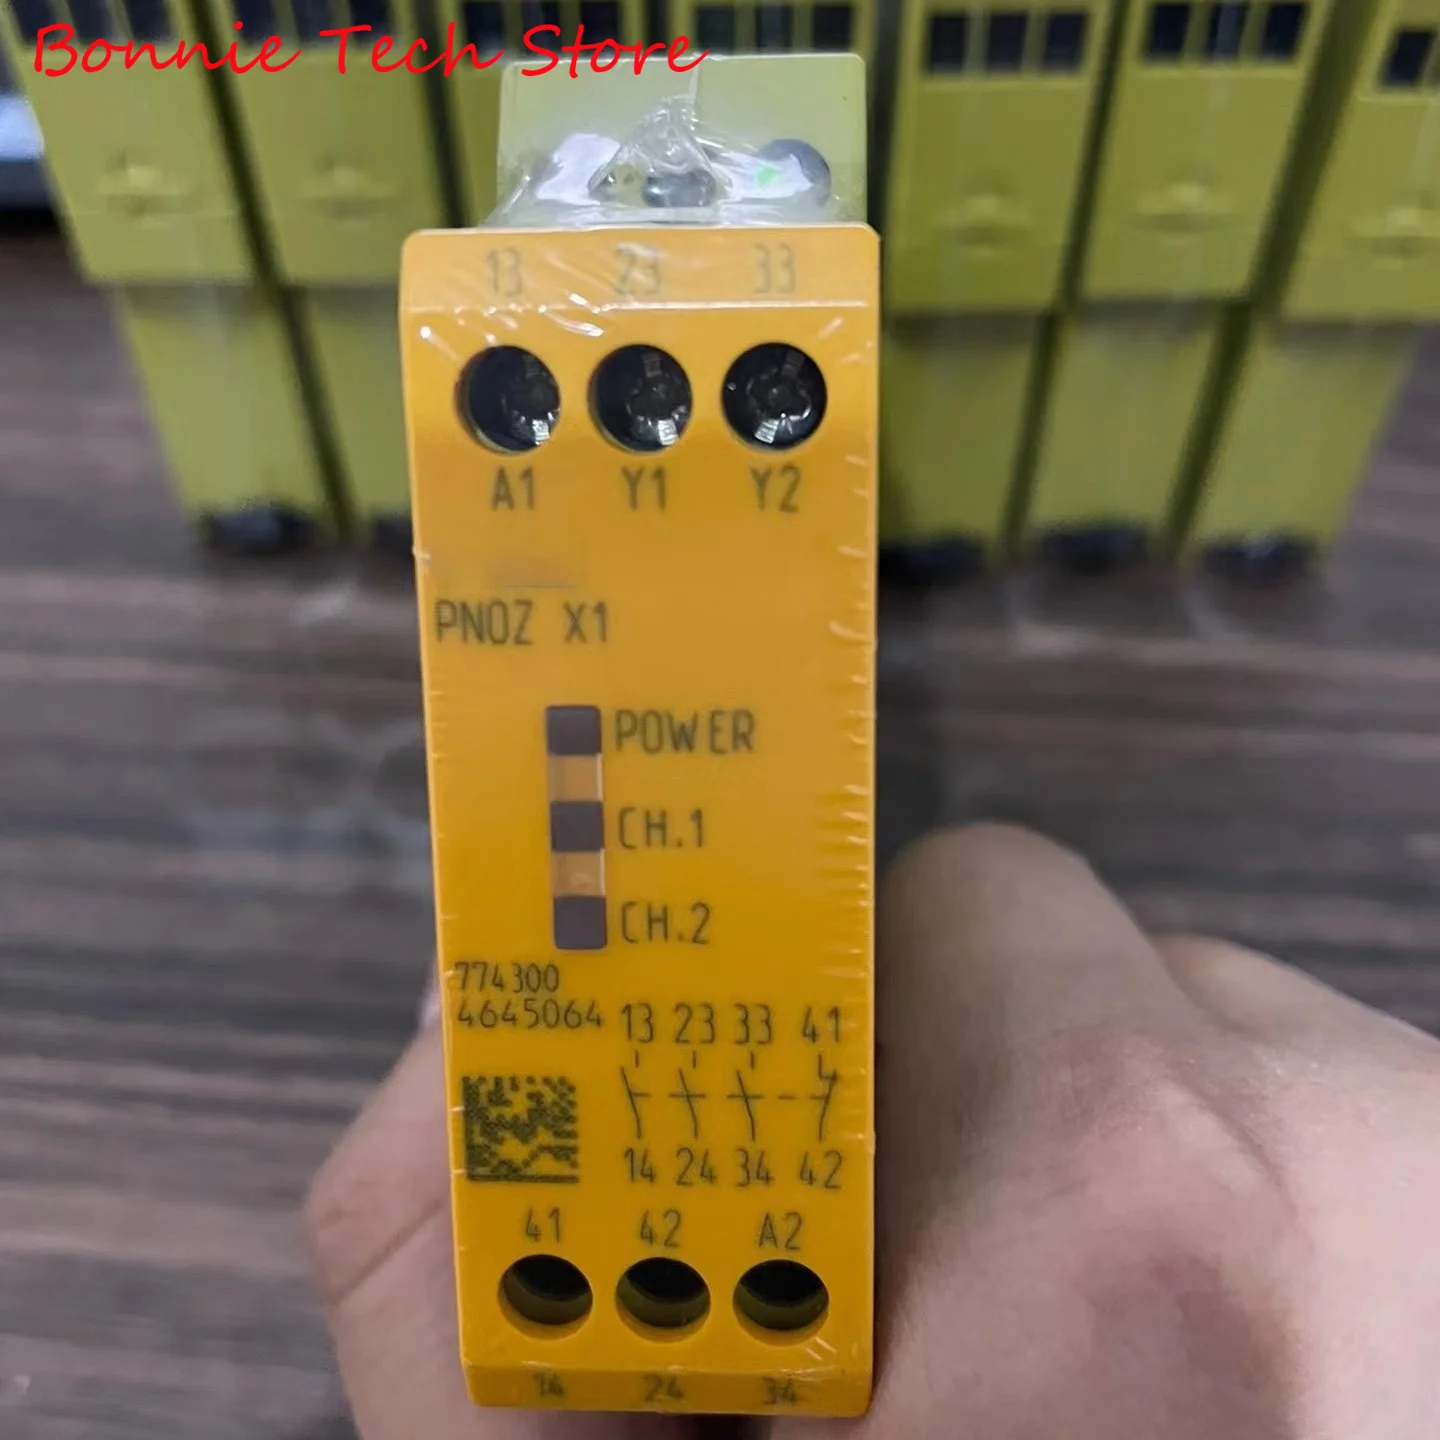 Bonnie Tech Store
13 23 33
A1 Y1 Y2
PNOZ X1
POWER
CH.1
CH.2
774300
4645064
13 23 33 41
14 24 34 42
41 42 A2
14 24 34